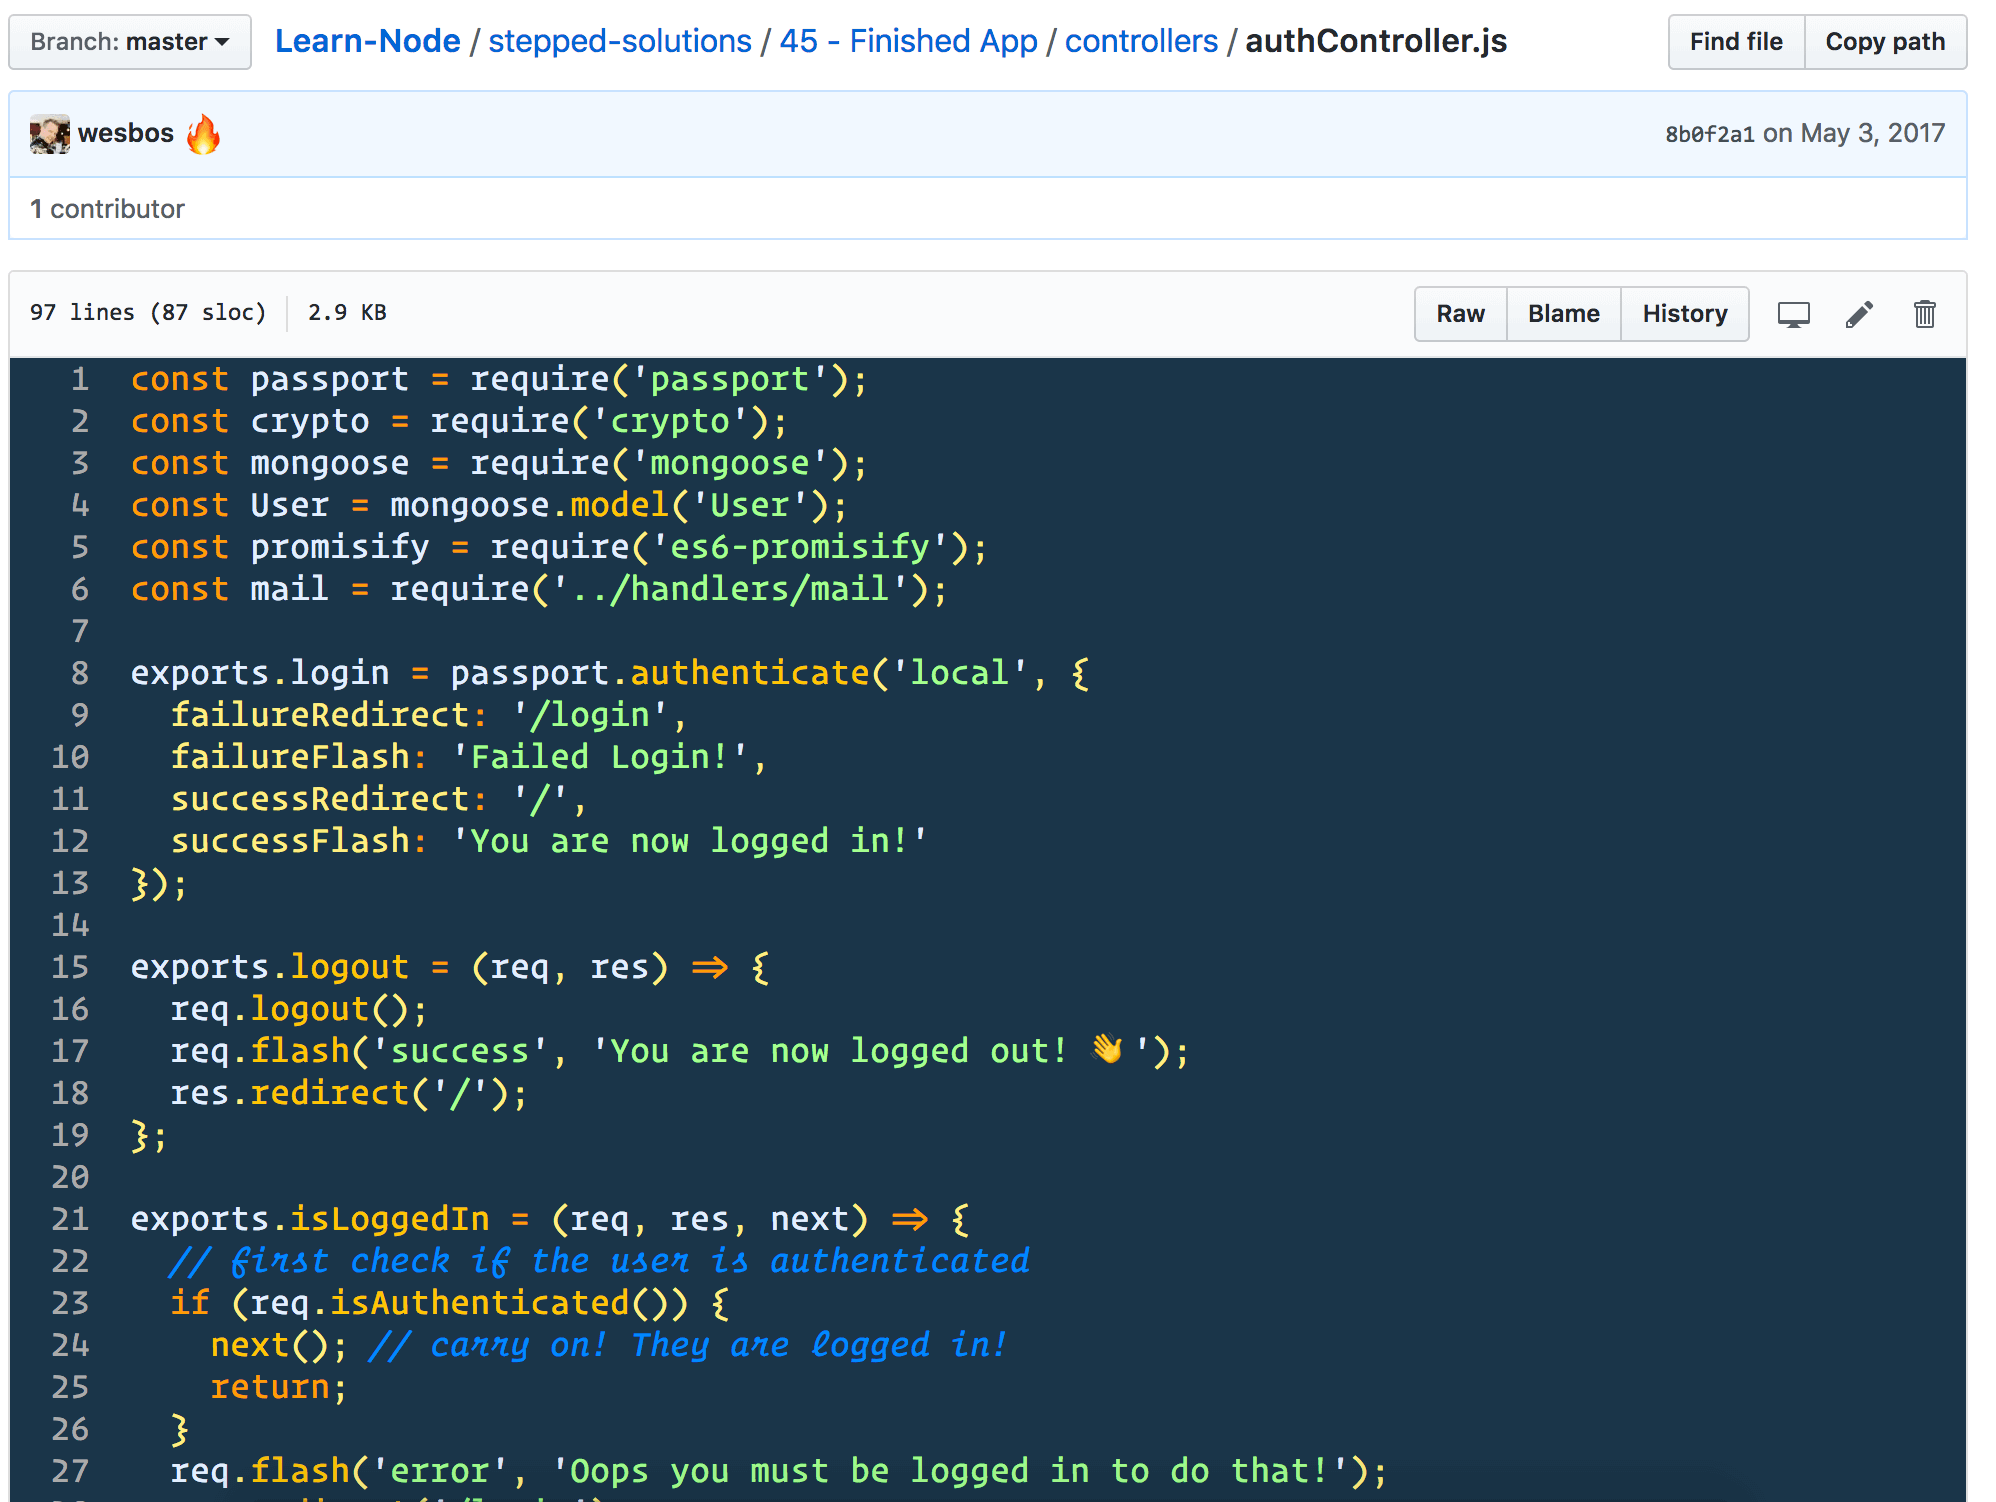 Branch: master
Learn-Node / stepped-solutions / 45 - Finished App / controllers / authController.js
Find file
Copy path
wesbos 🔥
8b0f2a1 on May 3, 2017
1 contributor
97 lines (87 sloc)
2.9 KB
Raw
Blame
History
1 const passport = require('passport');
2 const crypto = require('crypto');
3 const mongoose = require('mongoose');
4 const User = mongoose.model('User');
5 const promisify = require('es6-promisify');
6 const mail = require('../handlers/mail');
7
8 exports.login = passport.authenticate('local', {
9   failureRedirect: '/login',
10   failureFlash: 'Failed Login!',
11   successRedirect: '/',
12   successFlash: 'You are now logged in!'
13 });
14
15 exports.logout = (req, res) => {
16   req.logout();
17   req.flash('success', 'You are now logged out! 👋 ');
18   res.redirect('/');
19 };
20
21 exports.isLoggedIn = (req, res, next) => {
22   // first check if the user is authenticated
23   if (req.isAuthenticated()) {
24     next(); // carry on! They are logged in!
25     return;
26   }
27   req.flash('error', 'Oops you must be logged in to do that!');